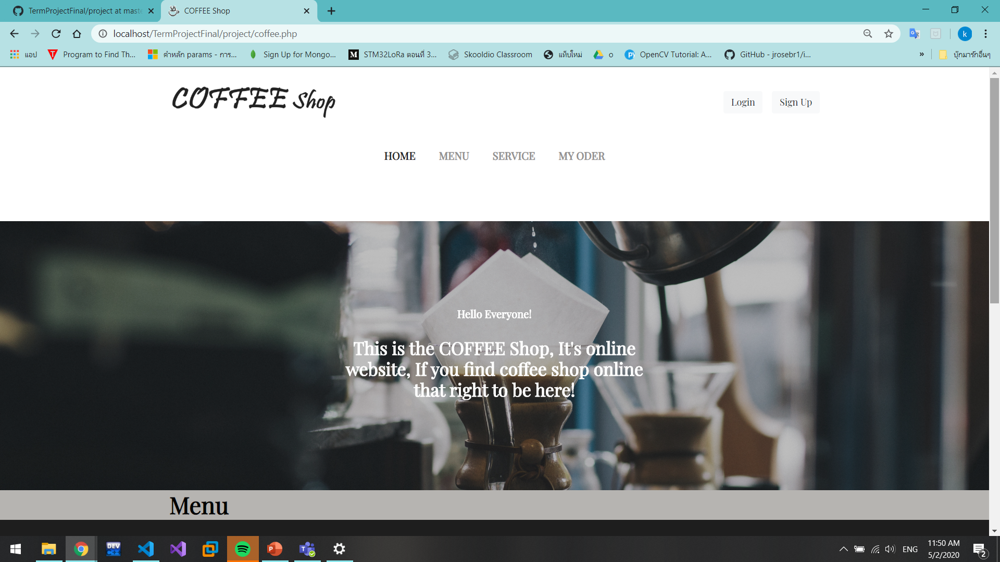 TermProjectFinal/project at maste
COFFEE Shop
localhost/TermProjectFinal/project/coffee.php
k
แอป
Program to Find Th...
คำหลัก params - การ...
Sign Up for Mongo...
M
STM32LoRa ตอนที่ 3...
Skooldio Classroom
แท็บใหม่
o
OpenCV Tutorial: A...
GitHub - jrosebr1/i...
»
บุ๊กมาร์กอื่นๆ
COFFEE Shop
Login
Sign Up
HOME
MENU
SERVICE
MY ODER
Hello Everyone!
This is the COFFEE Shop, It's online
website, If you find coffee shop online
that right to be here!
Menu
DEV
C++
ENG
11:50 AM
5/2/2020
2